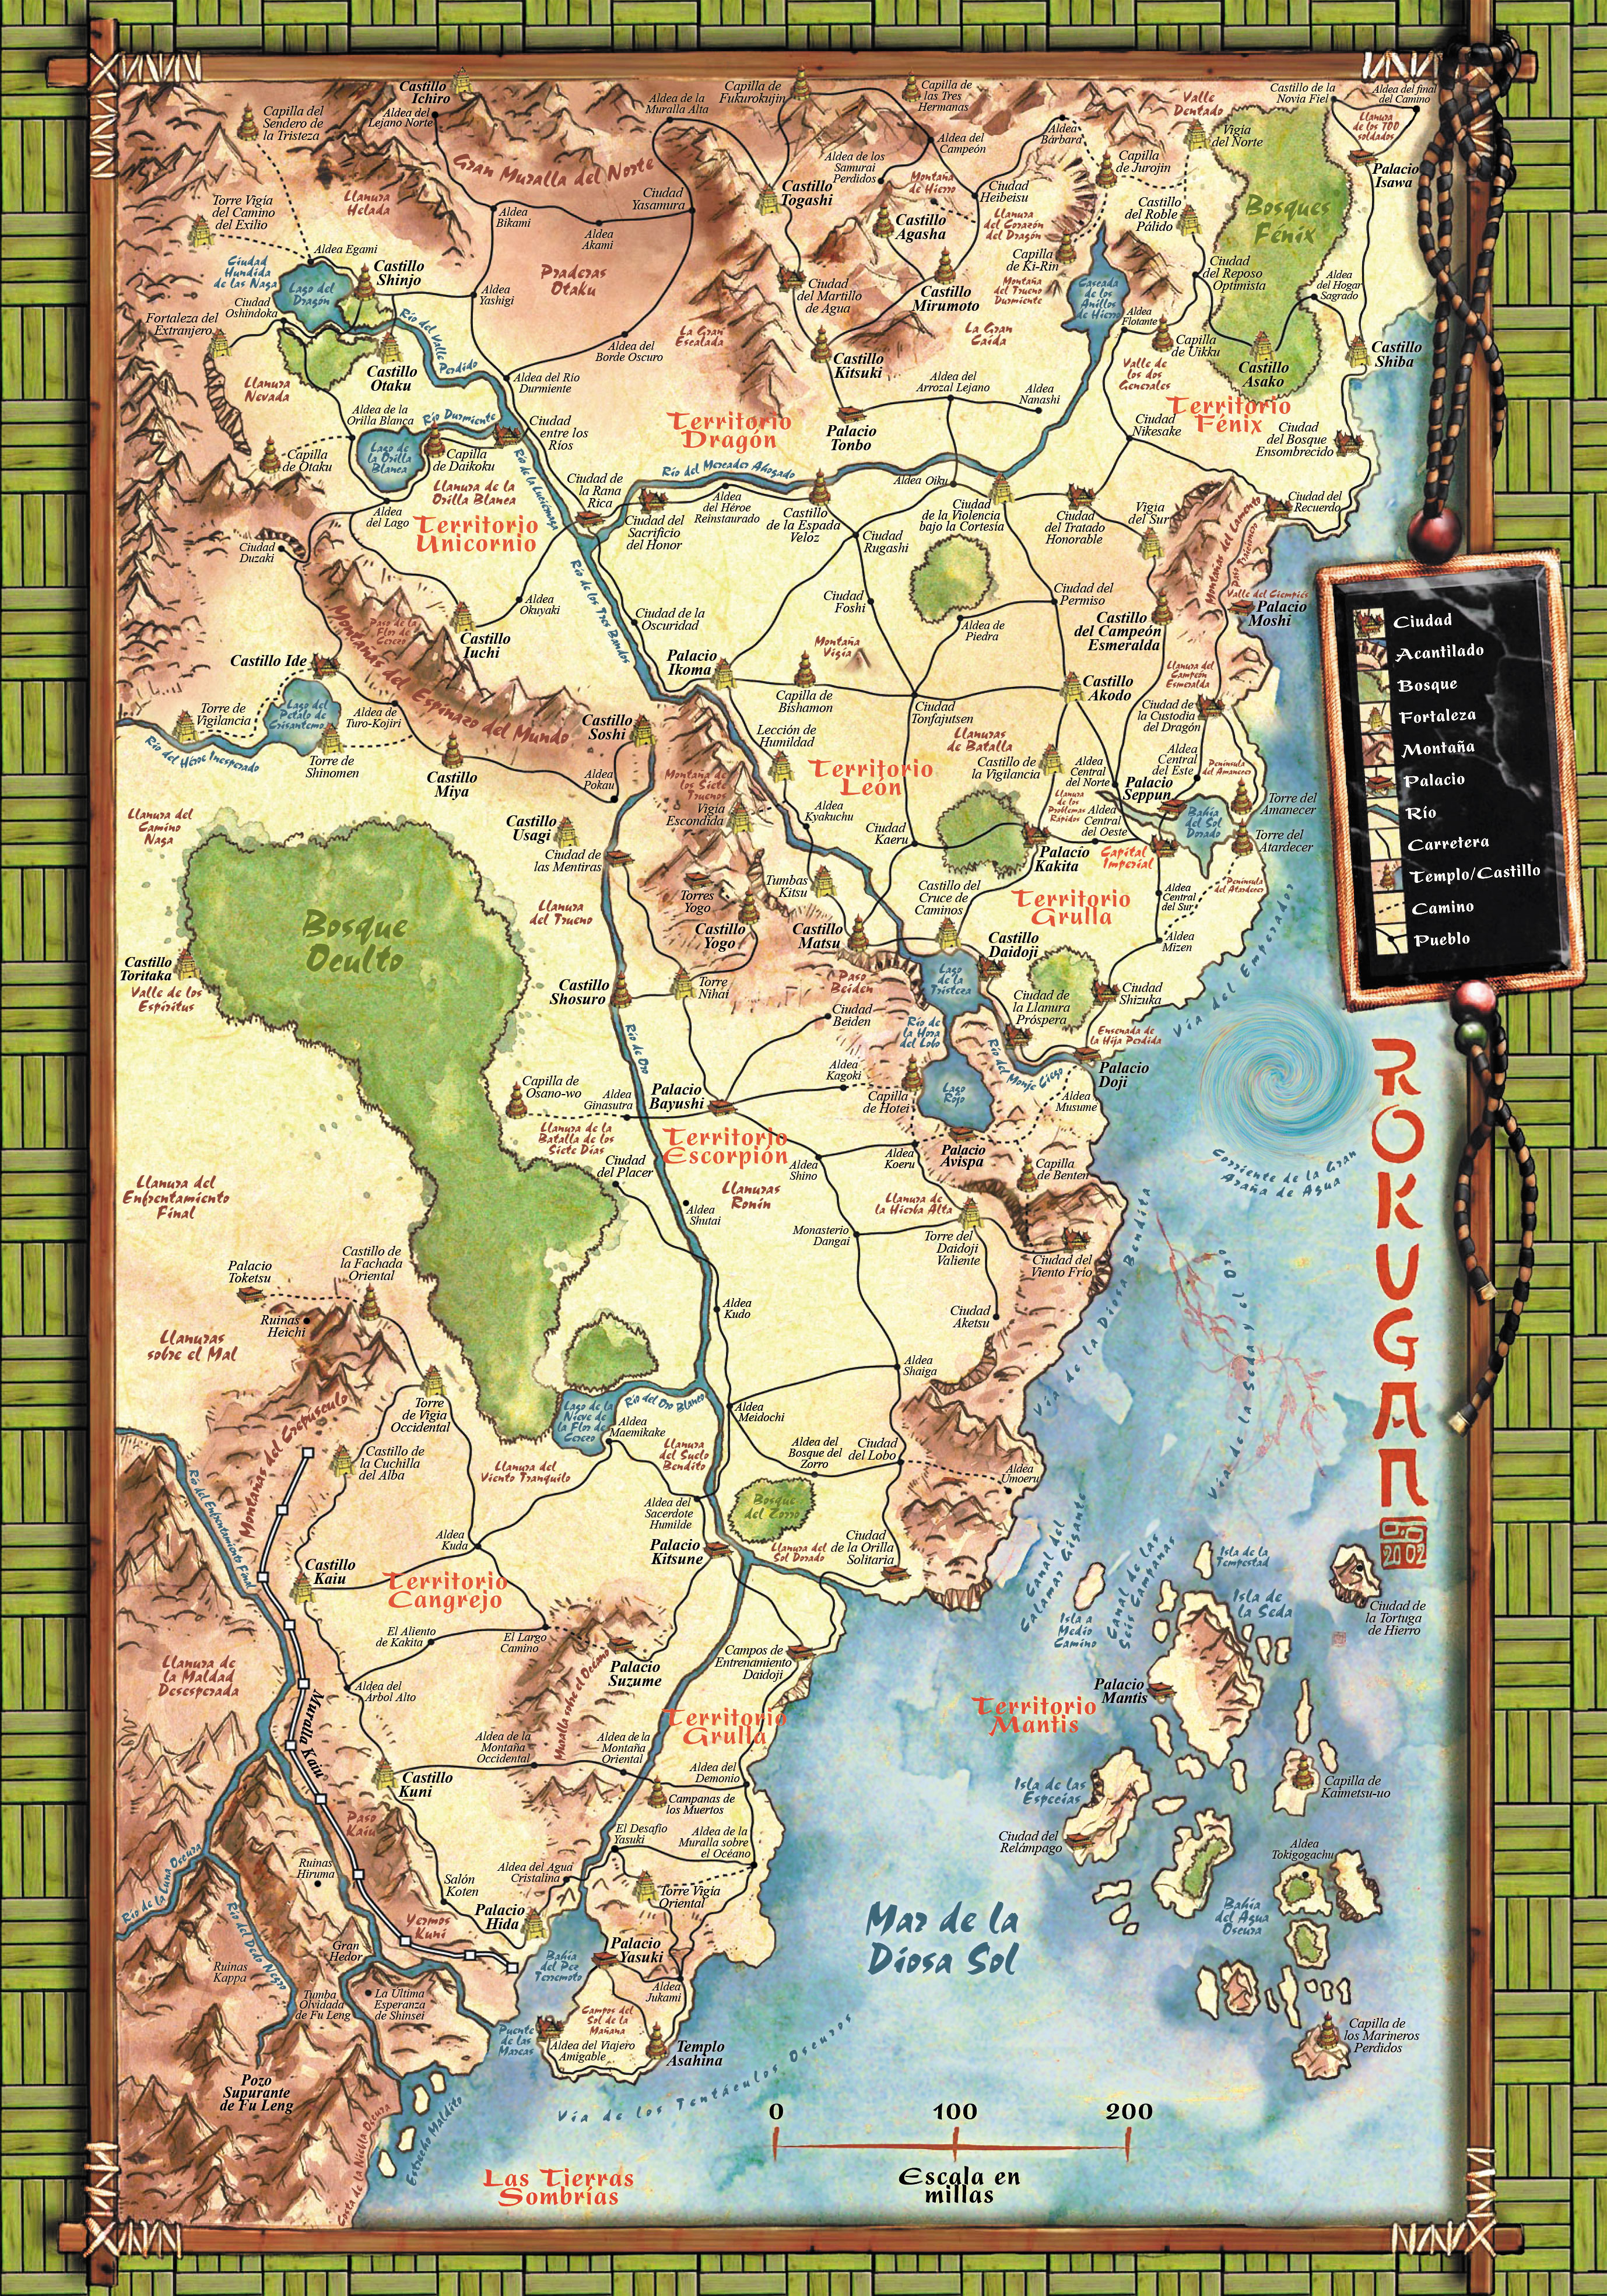 Castillo
Ichiro
Aldea del
Lejano Norte
Capilla del
Sendero de
la Tristeza
Gran Muralla del Norte
Aldea de la
Muralla Alta
Capilla de
Fukurokujin
Capilla de
las Tres
Hermanas
Aldea del
Campeón
Aldea
Bárbara
Valle
Dentado
Vigía
del Norte
Castillo de la
Novia Fiel
Aldea del final
del Camino
Llanura
de los 100
soldados
Palacio
Isawa
Capilla
de Jurojin
Aldea de los
Samurai
Perdidos
Montaña
de Hierro
Ciudad
Heibeitsu
Castillo
Togashi
Castillo
Agasha
Llanura
del Corazón
del Dragón
Castillo
del Roble
Pálido
Bosques
Fénix
Torre Vigía
del Camino
del Exilio
Llanura
Helada
Ciudad
Yasamura
Aldea
Bikami
Aldea
Akami
Aldea Egami
Ciudad
Hundida
de las Naga
Lago del
Dragón
Castillo
Shinjo
Ciudad
Oshindoka
Fortaleza del
Extranjero
Aldea
Yashigi
Praderas
Otaku
Capilla
de Ki-Rin
Montaña
del Trueno
Durmiente
Ciudad
del Martillo
de Agua
Castillo
Mirumoto
Cascada
de los
Anillos
de Hierro
Ciudad
del Reposo
Optimista
Aldea
del Hogar
Sagrado
Aldea
Flotante
Capilla
de Uikku
Río del Valle
Perdido
Castillo
Otaku
Aldea del
Borde Oscuro
La Gran
Escalada
La Gran
Caída
Castillo
Kitsuki
Castillo
Asako
Castillo
Shiba
Llanura
Nevada
Aldea del Río
Durmiente
Aldea del
Arrozal Lejano
Aldea
Nanashi
Valle de
los dos
Generales
Territorio
Fénix
Aldea de la
Orilla Blanca
Río Durmiente
Ciudad
entre los
Ríos
Territorio
Dragón
Palacio
Tonbo
Ciudad
Nikesake
Ciudad
del Bosque
Ensombrecido
Capilla
de Otaku
Lago de
la Orilla
Blanca
Capilla
de Daikoku
Llanura de la
Orilla Blanca
Río de la Luciérnaga
Río del Mercader Ahogado
Ciudad de
la Rana
Rica
Aldea
del Héroe
Reinstaurado
Aldea Oiku
Aldea
del Lago
Territorio
Unicornio
Ciudad del
Sacrificio
del Honor
Castillo
de la Espada
Veloz
Ciudad
de la Violencia
bajo la Cortesía
Ciudad
del Tratado
Honorable
Vigía
del Sur
Ciudad del
Recuerdo
Ciudad
Duzaki
Ciudad
Rugashi
Montañas del Lamento
Valle del Ciempiés
Palacio
Moshi
Río de los Tres Bandos
Aldea
Okuyaki
Ciudad de la
Oscuridad
Ciudad
Foshi
Ciudad del
Permiso
Aldea de
Piedra
Castillo
del Campeón
Esmeralda
Paso de la
Flor de
Cerezo
Castillo
Iuchi
Montañas del Espinazo del Mundo
Castillo Ide
Palacio
Ikoma
Montaña
Vigía
Capilla de
Bishamon
Castillo
Akodo
Llanura del
Campeón
Esmeralda
Torre de
Vigilancia
Lago del
Pétalo de
Crisantemo
Aldea de
Turo-Kojiri
Castillo
Soshi
Ciudad
Tonfajutsen
Ciudad de
la Custodia
del Dragón
Río del Héroe Inesperado
Torre de
Shinomen
Castillo
Miya
Aldea
Pokau
Lección de
Humildad
Llanuras
de Batalla
Castillo de
la Vigilancia
Aldea
Central
del Norte
Aldea
Central
del Este
Península
del Amanecer
Territorio
León
Montaña de
los Siete
Truenos
Vigía
Escondida
Palacio
Seppun
Bahía
del Sol
Dorado
Torre del
Amanecer
Torre del
Atardecer
Llanura del
Camino
Naga
Castillo
Usagi
Ciudad de
las Mentiras
Aldea
Kyakuchu
Ciudad
Kaeru
Llanura
de los
Problemas
Rápidos
Aldea
Central
del Oeste
Palacio
Kakita
Capital
Imperial
Península
del Atardecer
Torres
Yogo
Tumbas
Kitsu
Castillo del
Cruce de
Caminos
Territorio
Grulla
Aldea
Central
del Sur
Llanura
del Trueno
Bosque
Oculto
Castillo
Yogo
Castillo
Matsu
Castillo
Daidoji
Aldea
Mizen
Castillo
Toritaka
Valle de los
Espíritus
Castillo
Shosuro
Torre
Nihai
Paso
Beiden
Lago
de la
Tristeza
Ciudad de
la Llanura
Próspera
Ciudad
Shizuka
Vía del Emperador
Río de Oro
Ciudad
Beiden
Río de
la Hora
del Lobo
Río del Monje Ciego
Ensenada de
la Hija Perdida
Palacio
Doji
Capilla de
Osano-wo
Aldea
Ginasutra
Palacio
Bayushi
Aldea
Kagoki
Capilla
de Hotei
Lago
Rojo
Aldea
Musume
Llanura de la
Batalla de los
Siete Días
Territorio
Escorpión
Aldea
Shino
Aldea
Koeru
Palacio
Avispa
Capilla
de Benten
Corriente de la Gran
Araña de Agua
Llanura del
Enfrentamiento
Final
Ciudad
del Placer
Llanuras
Ronin
Aldea
Shutai
Llanura de
la Hierba Alta
Monasterio
Dangai
Torre del
Daidoji
Valiente
Ciudad del
Viento Frío
Vía de la Diosa Bendita
Vía de la Seda y el Oro
Palacio
Toketsu
Castillo de
la Fachada
Oriental
Ruinas
Heichi
Aldea
Kudo
Ciudad
Aketsu
Llanuras
sobre el Mal
Aldea
Shaiga
Montañas del Crepúsculo
Torre
de Vigía
Occidental
Lago de la
Nieve de
la Flor de
Cerezo
Río del Oro Blanco
Aldea
Maemikake
Aldea
Meidochi
Castillo de
la Cuchilla
del Alba
Llanura del
Viento Tranquilo
Llanura
del Suelo
Bendito
Aldea del
Bosque del
Zorro
Ciudad
del Lobo
Aldea
Umoeru
Río del Enfrentamiento Final
Aldea del
Sacerdote
Humilde
Bosque
del Zorro
Aldea
Kuda
Palacio
Kitsune
Llanura del
Sol Dorado
Ciudad
de la Orilla
Solitaria
Canal del
Calamar Gigante
Canal de las
Seis Campanas
Isla de la
Tempestad
Isla a
Medio
Camino
Isla de
la Seda
Ciudad de
la Tortuga
de Hierro
Castillo
Kaiu
Territorio
Cangrejo
El Aliento
de Kakita
El Largo
Camino
Muralla sobre el Océano
Palacio
Suzume
Campos de
Entrenamiento
Daidoji
Llanura de
la Maldad
Desesperada
Aldea del
Arbol Alto
Muralla Kaiu
Territorio
Grulla
Territorio
Mantis
Palacio
Mantis
Aldea de la
Montaña
Occidental
Aldea de la
Montaña
Oriental
Castillo
Kuni
Aldea del
Demonio
Campanas de
los Muertos
Isla de las
Especias
Capilla de
Kaimetsu-uo
Paso
Kaiu
El Desafío
Yasuki
Aldea de la
Muralla sobre
el Océano
Ciudad del
Relámpago
Aldea
Tokigogachu
Río de la Luna Oscura
Ruinas
Hiruma
Salón
Koten
Aldea del Agua
Cristalina
Torre Vigía
Oriental
Río del Dedo Negro
Yermos
Kuni
Palacio
Hida
Mar de la
Diosa Sol
Bahía
del Agua
Oscura
Gran
Hedor
Bahía
del Pez
Terremoto
Palacio
Yasuki
Ruinas
Kappa
Tumba
Olvidada
de Fu Leng
La Última
Esperanza
de Shinsei
Aldea
Jukami
Campos del
Sol de la
Mañana
Puente
de las
Mareas
Aldea del Viajero
Amigable
Templo
Asahina
Capilla de
los Marineros
Perdidos
Pozo
Supurante
de Fu Leng
Vía de los Tentáculos Oscuros
Estrecho Maldito
Costa de la Niebla Oscura
Las Tierras
Sombrías
0 100 200
Escala en
millas
Ciudad
Acantilado
Bosque
Fortaleza
Montaña
Palacio
Río
Carretera
Templo/Castillo
Camino
Pueblo
ROKUGAN
2002